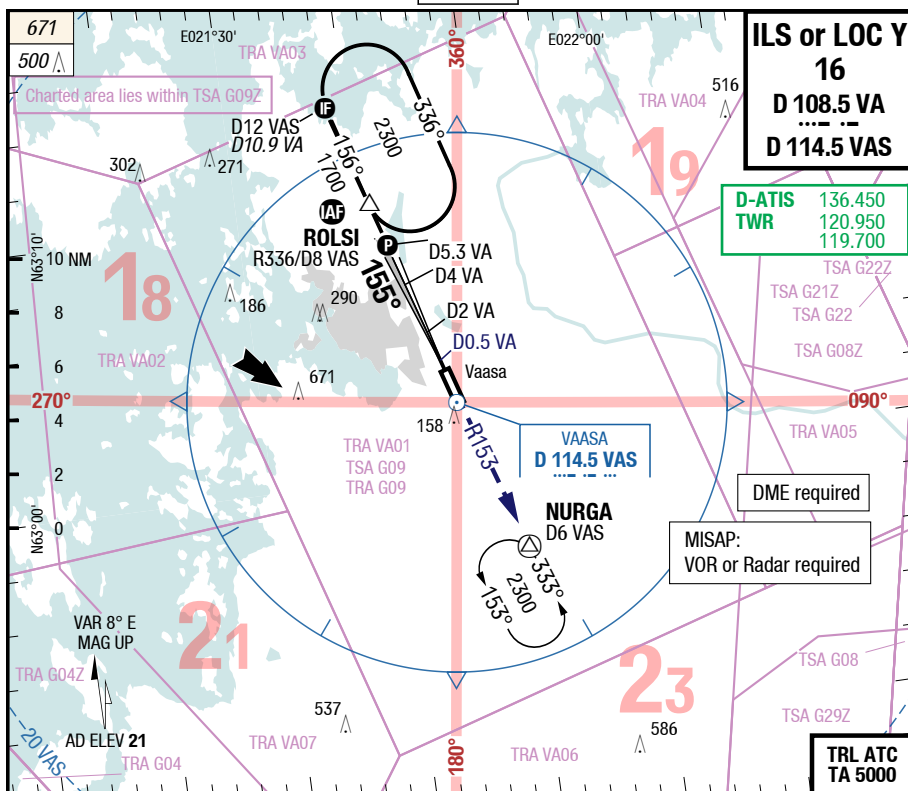 671
500
Charted area lies within TSA G09Z
E021°30'
TRA VA03
360°
E022°00'
516
TRA VA04
ILS or LOC Y
16
D 108.5 VA
D 114.5 VAS
D-ATIS 136.450
TWR 120.950
119.700
IF
D12 VAS
D10.9 VA
156°
1700
336°
2300
302
271
19
IAF
ROLSI
R336/D8 VAS
P
D5.3 VA
D4 VA
D2 VA
D0.5 VA
155°
N63°10'
10 NM
8
6
4
2
0
18
186
290
TSA G22Z
TSA G21Z
TSA G22
TSA G08Z
TRA VA02
671
Vaasa
270°
090°
158
TRA VA01
TSA G09
TRA G09
R153
VAASA
D 114.5 VAS
TRA VA05
DME required
N63°00'
NURGA
D6 VAS
MISAP:
VOR or Radar required
333°
2300
153°
VAR 8° E
MAG UP
21
23
TRA G04Z
TSA G08
AD ELEV 21
537
586
TSA G29Z
20 VAS
TRA G04
TRA VA07
180°
TRA VA06
TRL ATC
TA 5000